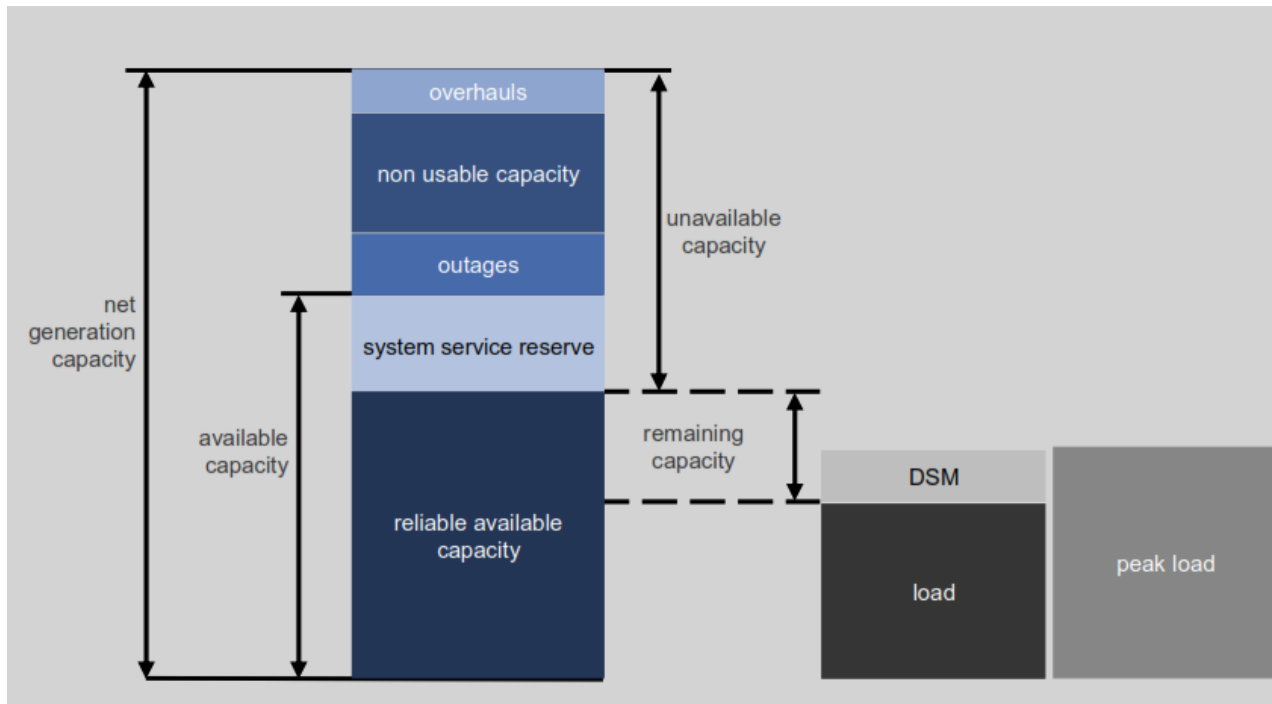 overhauls
non usable capacity
unavailable
capacity
outages
net
generation
capacity
system service reserve
available
capacity
remaining
capacity
DSM
reliable available
capacity
peak load
load